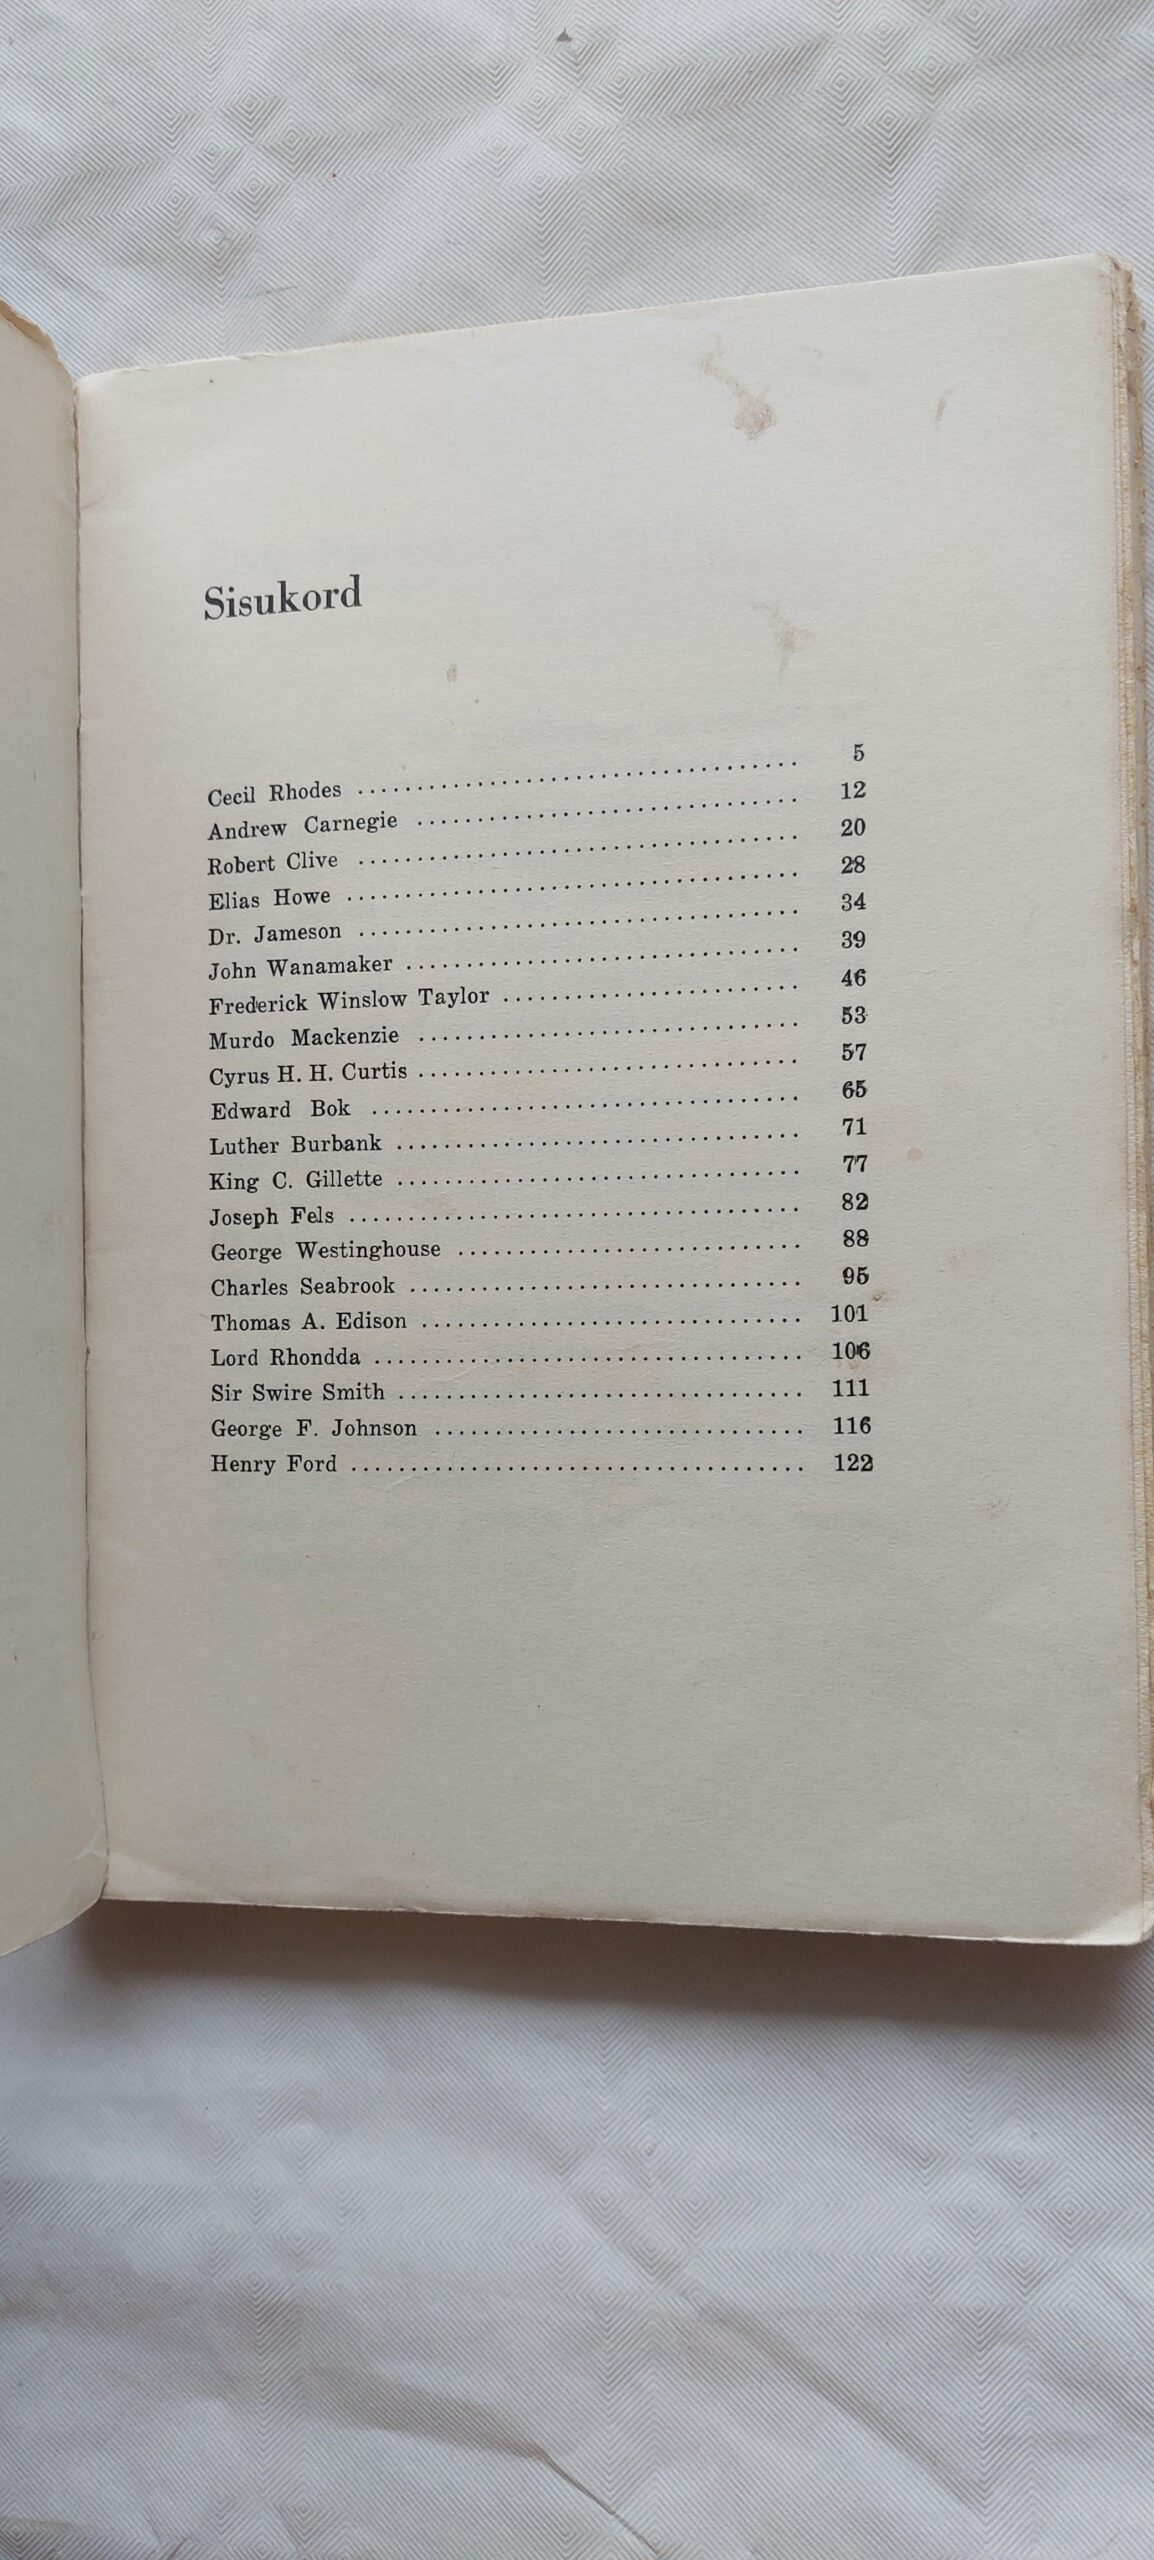 Sisukord
Cecil Rhodes ........................................ 5
Andrew Carnegie ........................................ 12
Robert Clive ........................................ 20
Elias Howe ........................................ 28
Dr. Jameson ........................................ 34
John Wanamaker ........................................ 39
Frederick Winslow Taylor ........................................ 46
Murdo Mackenzie ........................................ 53
Cyrus H. H. Curtis ........................................ 57
Edward Bok ........................................ 65
Luther Burbank ........................................ 71
King C. Gillette ........................................ 77
Joseph Fels ........................................ 82
George Westinghouse ........................................ 88
Charles Seabrook ........................................ 95
Thomas A. Edison ........................................ 101
Lord Rhondda ........................................ 106
Sir Swire Smith ........................................ 111
George F. Johnson ........................................ 116
Henry Ford ........................................ 122